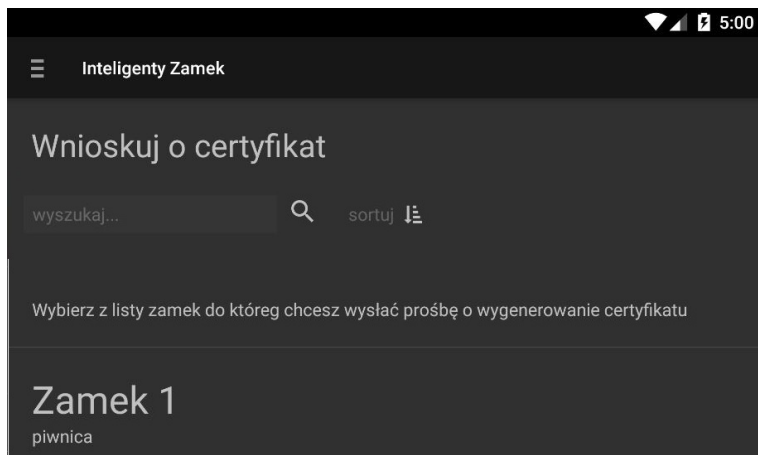 5:00
Inteligenty Zamek
Wnioskuj o certyfikat
wyszukaj...
sortuj
Wybierz z listy zamek do któreg chcesz wysłać prośbę o wygenerowanie certyfikatu
Zamek 1
piwnica